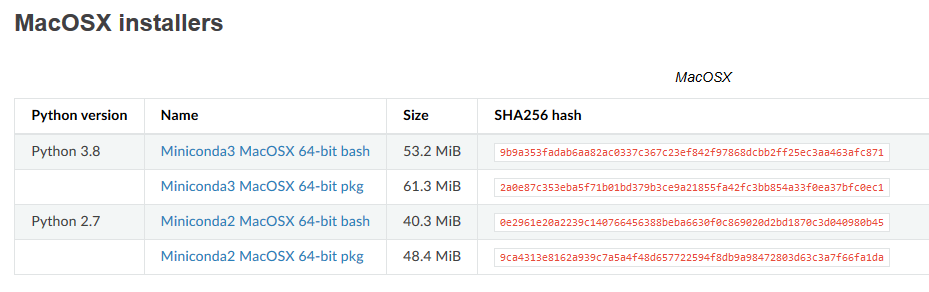 MacOSX installers
MacOSX
Python version Name Size SHA256 hash
Python 3.8 Miniconda3 MacOSX 64-bit bash 53.2 MiB 9b9a353fadab6aa82ac0337c367c23ef842f97868dcbb2ff25ec3aa463afc871
Miniconda3 MacOSX 64-bit pkg 61.3 MiB 2a0e87c353eba5f71b01bd379b3ce9a21855fa42fc3bb854a33f0ea37bfc0ec1
Python 2.7 Miniconda2 MacOSX 64-bit bash 40.3 MiB 0e2961e20a2239c140766456388beba6630f0c869020d2bd1870c3d040980b45
Miniconda2 MacOSX 64-bit pkg 48.4 MiB 9ca4313e8162a939c7a5a4f48d657722594f8db9a98472803d63c3a7f66fa1da